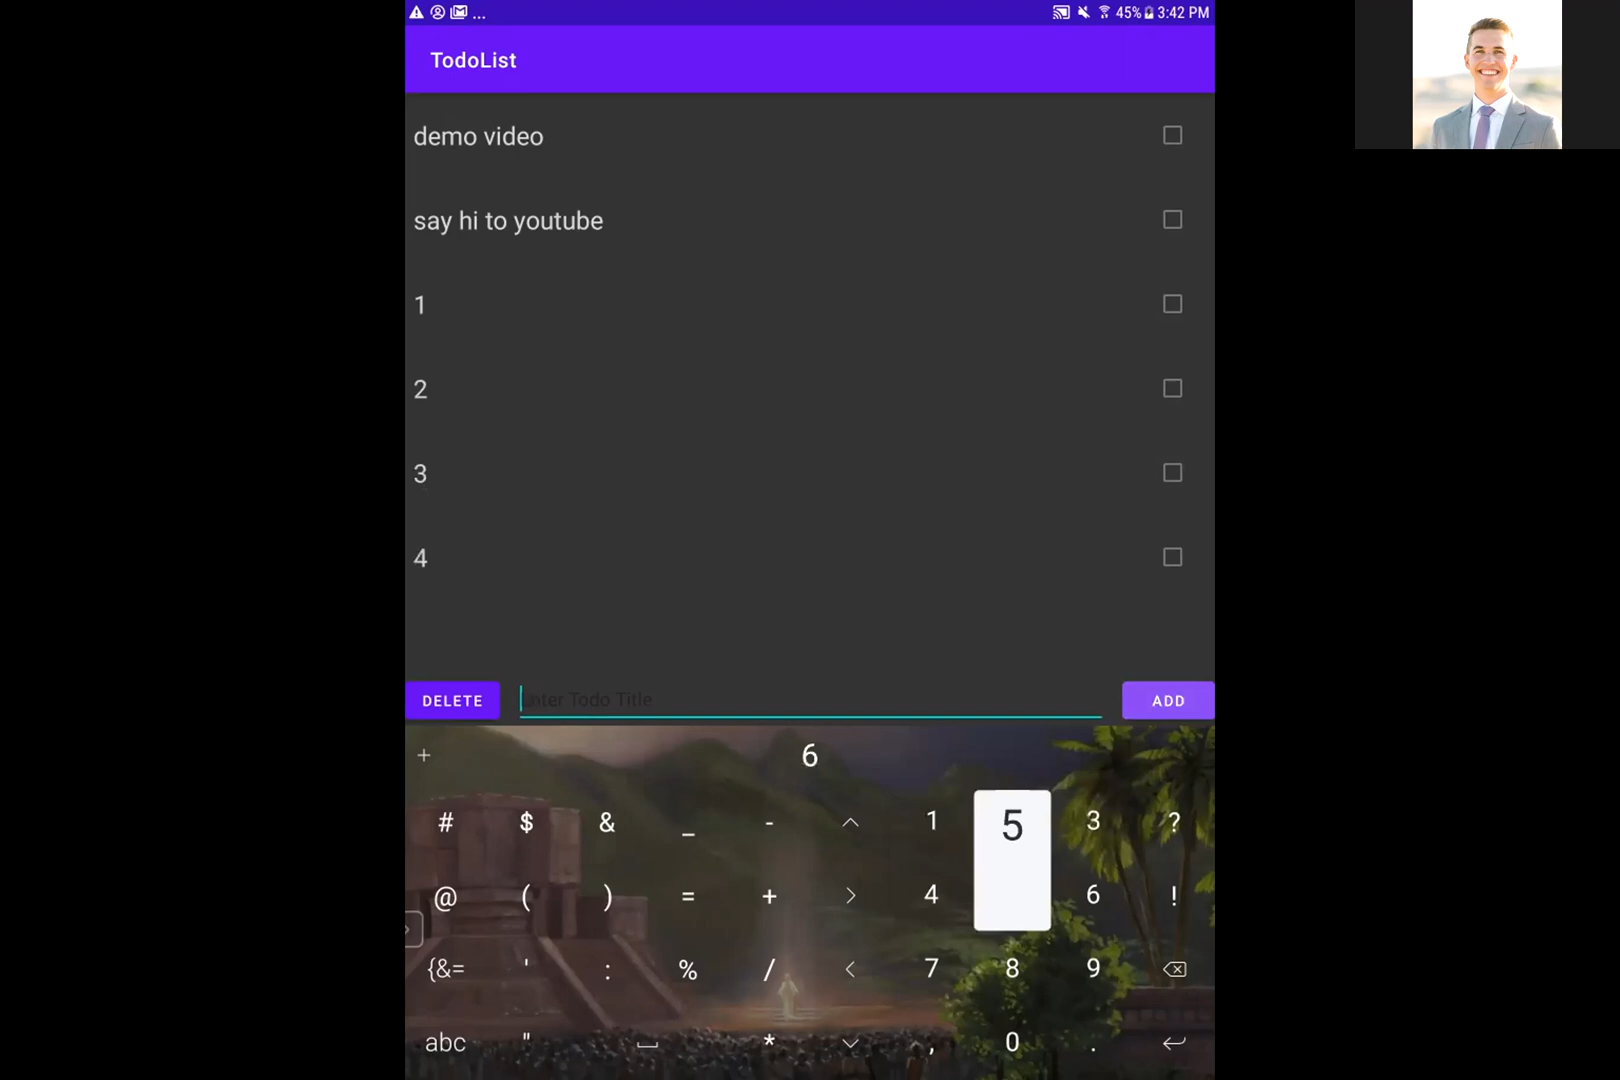 ... 45% 3:42 PM
TodoList
demo video
say hi to youtube
1
2
3
4
DELETE Enter Todo Title ADD
+ 6
# $ & _ - ^ 1 5 3 ?
@ ( ) = + > 4 6 !
{&= ' : % / < 7 8 9
abc " * , 0 .